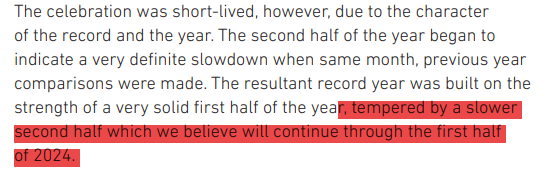 The celebration was short-lived, however, due to the character
of the record and the year. The second half of the year began to
indicate a very definite slowdown when same month, previous year
comparisons were made. The resultant record year was built on the
strength of a very solid first half of the year, tempered by a slower
second half which we believe will continue through the first half
of 2024.